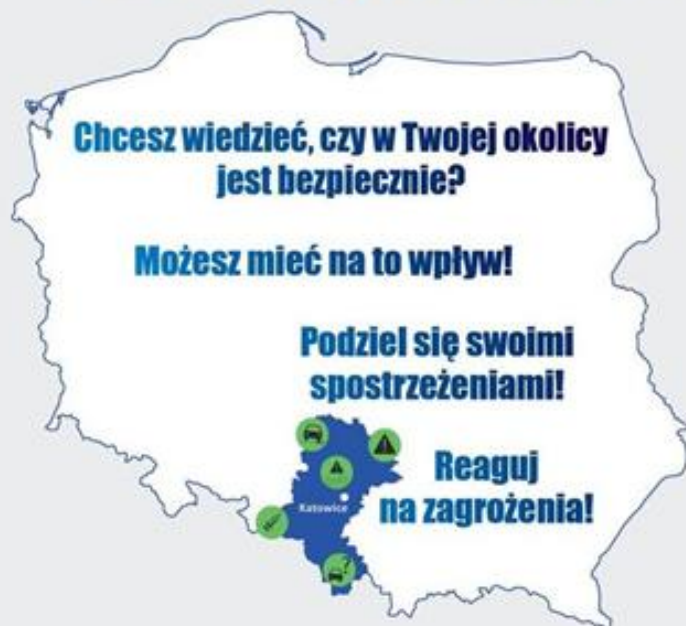 Chcesz wiedzieć, czy w Twojej okolicy
jest bezpiecznie?
Możesz mieć na to wpływ!
Podziel się swoimi
spostrzeżeniami!
Reaguj
na zagrożenia!
Katowice
?